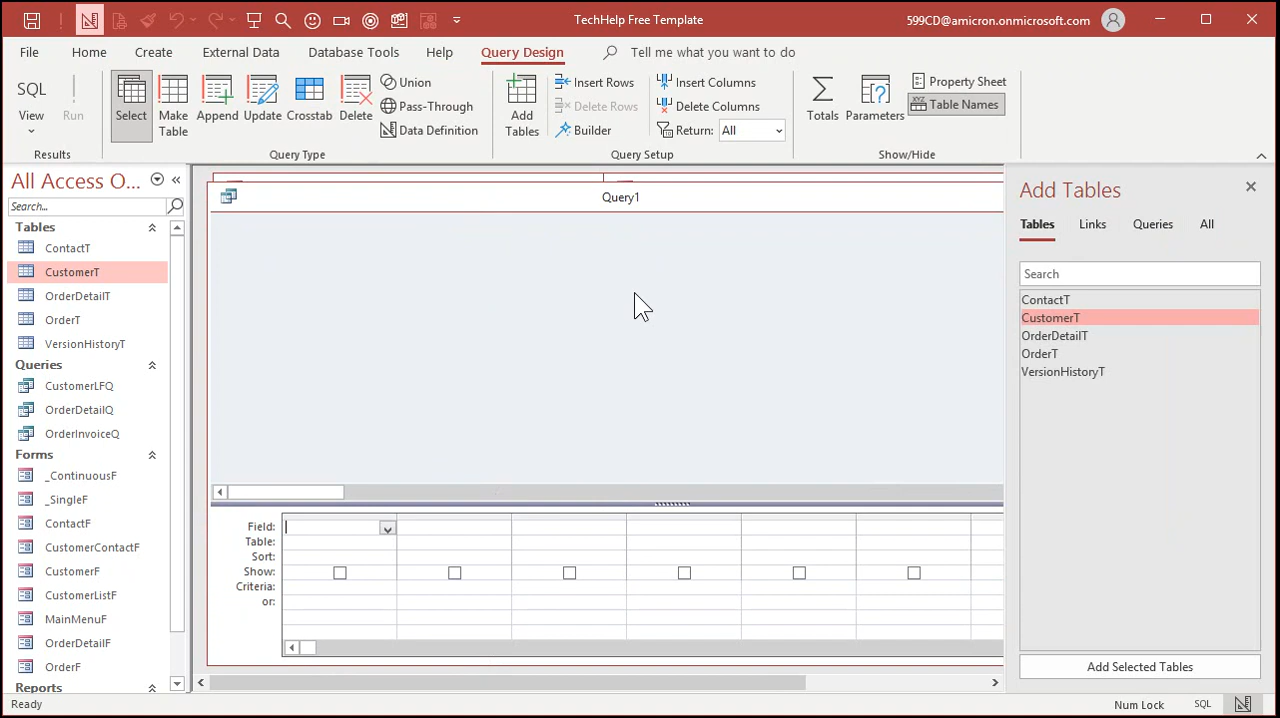 TechHelp Free Template
599CD@amicron.onmicrosoft.com
File Home Create External Data Database Tools Help Query Design Tell me what you want to do
SQL
View
Run
Results
Select
Make
Table
Append
Update
Crosstab
Delete
Union
Pass-Through
Data Definition
Query Type
Add
Tables
Insert Rows
Delete Rows
Builder
Insert Columns
Delete Columns
Return: All
Query Setup
Totals
Parameters
Property Sheet
XYZ Table Names
Show/Hide
All Access O...
Search...
Tables
ContactT
CustomerT
OrderDetailT
OrderT
VersionHistoryT
Queries
CustomerLFQ
OrderDetailQ
OrderInvoiceQ
Forms
_ContinuousF
_SingleF
ContactF
CustomerContactF
CustomerF
CustomerListF
MainMenuF
OrderDetailF
OrderF
Reports
Query1
Field:
Table:
Sort:
Show:
Criteria:
or:
Add Tables
Tables Links Queries All
Search
ContactT
CustomerT
OrderDetailT
OrderT
VersionHistoryT
Add Selected Tables
Ready
Num Lock
SQL